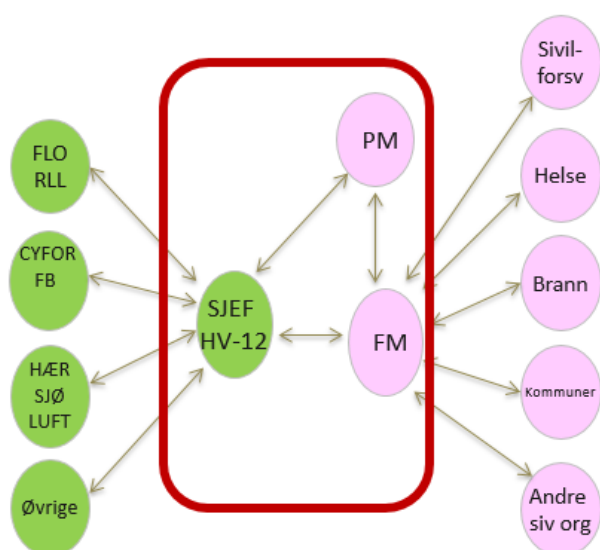 FLO
RLL
CYFOR
FB
HÆR
SJØ
LUFT
Øvrige
SJEF
HV-12
PM
FM
Sivil-
forsv
Helse
Brann
Kommuner
Andre
siv org